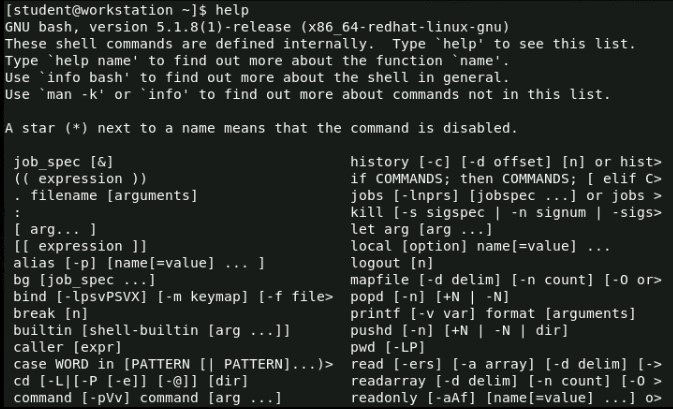 [student@workstation ~]$ help
GNU bash, version 5.1.8(1)-release (x86_64-redhat-linux-gnu)
These shell commands are defined internally.  Type `help' to see this list.
Type `help name' to find out more about the function `name'.
Use `info bash' to find out more about the shell in general.
Use `man -k' or `info' to find out more about commands not in this list.

A star (*) next to a name means that the command is disabled.

 job_spec [&]                            history [-c] [-d offset] [n] or hist>
 (( expression ))                        if COMMANDS; then COMMANDS; [ elif C>
 . filename [arguments]                  jobs [-lnprs] [jobspec ...] or jobs >
 :                                       kill [-s sigspec | -n signum | -sigs>
 [ arg... ]                              let arg [arg ...]
 [[ expression ]]                        local [option] name[=value] ...
 alias [-p] [name[=value] ... ]          logout [n]
 bg [job_spec ...]                       mapfile [-d delim] [-n count] [-O or>
 bind [-lpsvPSVX] [-m keymap] [-f file>  popd [-n] [+N | -N]
 break [n]                               printf [-v var] format [arguments]
 builtin [shell-builtin [arg ...]]       pushd [-n] [+N | -N | dir]
 caller [expr]                           pwd [-LP]
 case WORD in [PATTERN [| PATTERN]...)>  read [-ers] [-a array] [-d delim] [->
 cd [-L|[-P [-e]] [-@]] [dir]            readarray [-d delim] [-n count] [-O >
 command [-pVv] command [arg ...]        readonly [-aAf] [name[=value] ...] o>